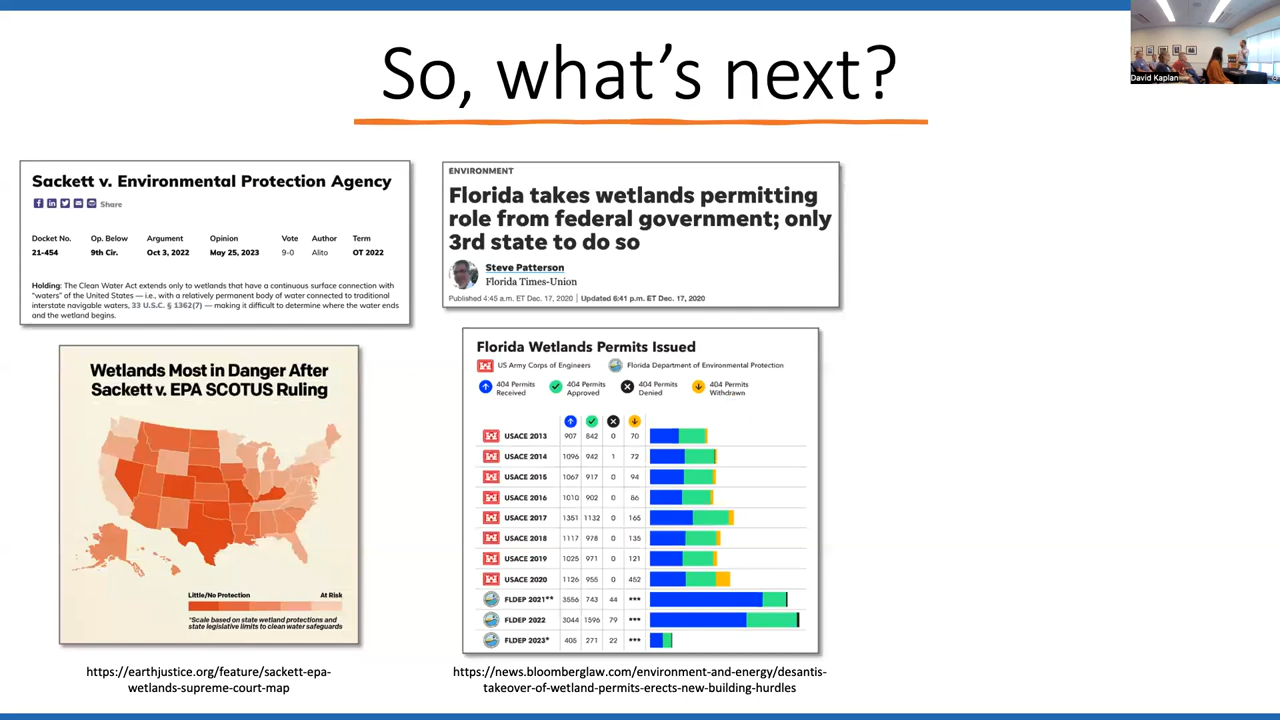 So, what's next?
David Kaplan
Sackett v. Environmental Protection Agency
Share
Docket No. Op. Below Argument Opinion Vote Author Term
21-454 9th Cir. Oct 3, 2022 May 25, 2023 9-0 Alito OT 2022
Holding: The Clean Water Act extends only to wetlands that have a continuous surface connection with
"waters" of the United States — i.e., with a relatively permanent body of water connected to traditional
interstate navigable waters, 33 U.S.C. § 1362(7) — making it difficult to determine where the water ends
and the wetland begins.
ENVIRONMENT
Florida takes wetlands permitting
role from federal government; only
3rd state to do so
Steve Patterson
Florida Times-Union
Published 4:45 a.m. ET Dec. 17, 2020 | Updated 6:41 p.m. ET Dec. 17, 2020
Wetlands Most in Danger After
Sackett v. EPA SCOTUS Ruling
Little/No Protection At Risk
*Scale based on state wetland protections and
state legislative limits to clean water safeguards
https://earthjustice.org/feature/sackett-epa-
wetlands-supreme-court-map
Florida Wetlands Permits Issued
US Army Corps of Engineers Florida Department of Environmental Protection
404 Permits Received
404 Permits Approved
404 Permits Denied
404 Permits Withdrawn
USACE 2013 907 842 0 70
USACE 2014 1096 942 1 72
USACE 2015 1067 917 0 94
USACE 2016 1010 902 0 86
USACE 2017 1351 1132 0 165
USACE 2018 1117 978 0 135
USACE 2019 1025 971 0 121
USACE 2020 1126 955 0 452
FLDEP 2021** 3556 743 44 ***
FLDEP 2022 3044 1596 79 ***
FLDEP 2023* 405 271 22 ***
https://news.bloomberglaw.com/environment-and-energy/desantis-
takeover-of-wetland-permits-erects-new-building-hurdles